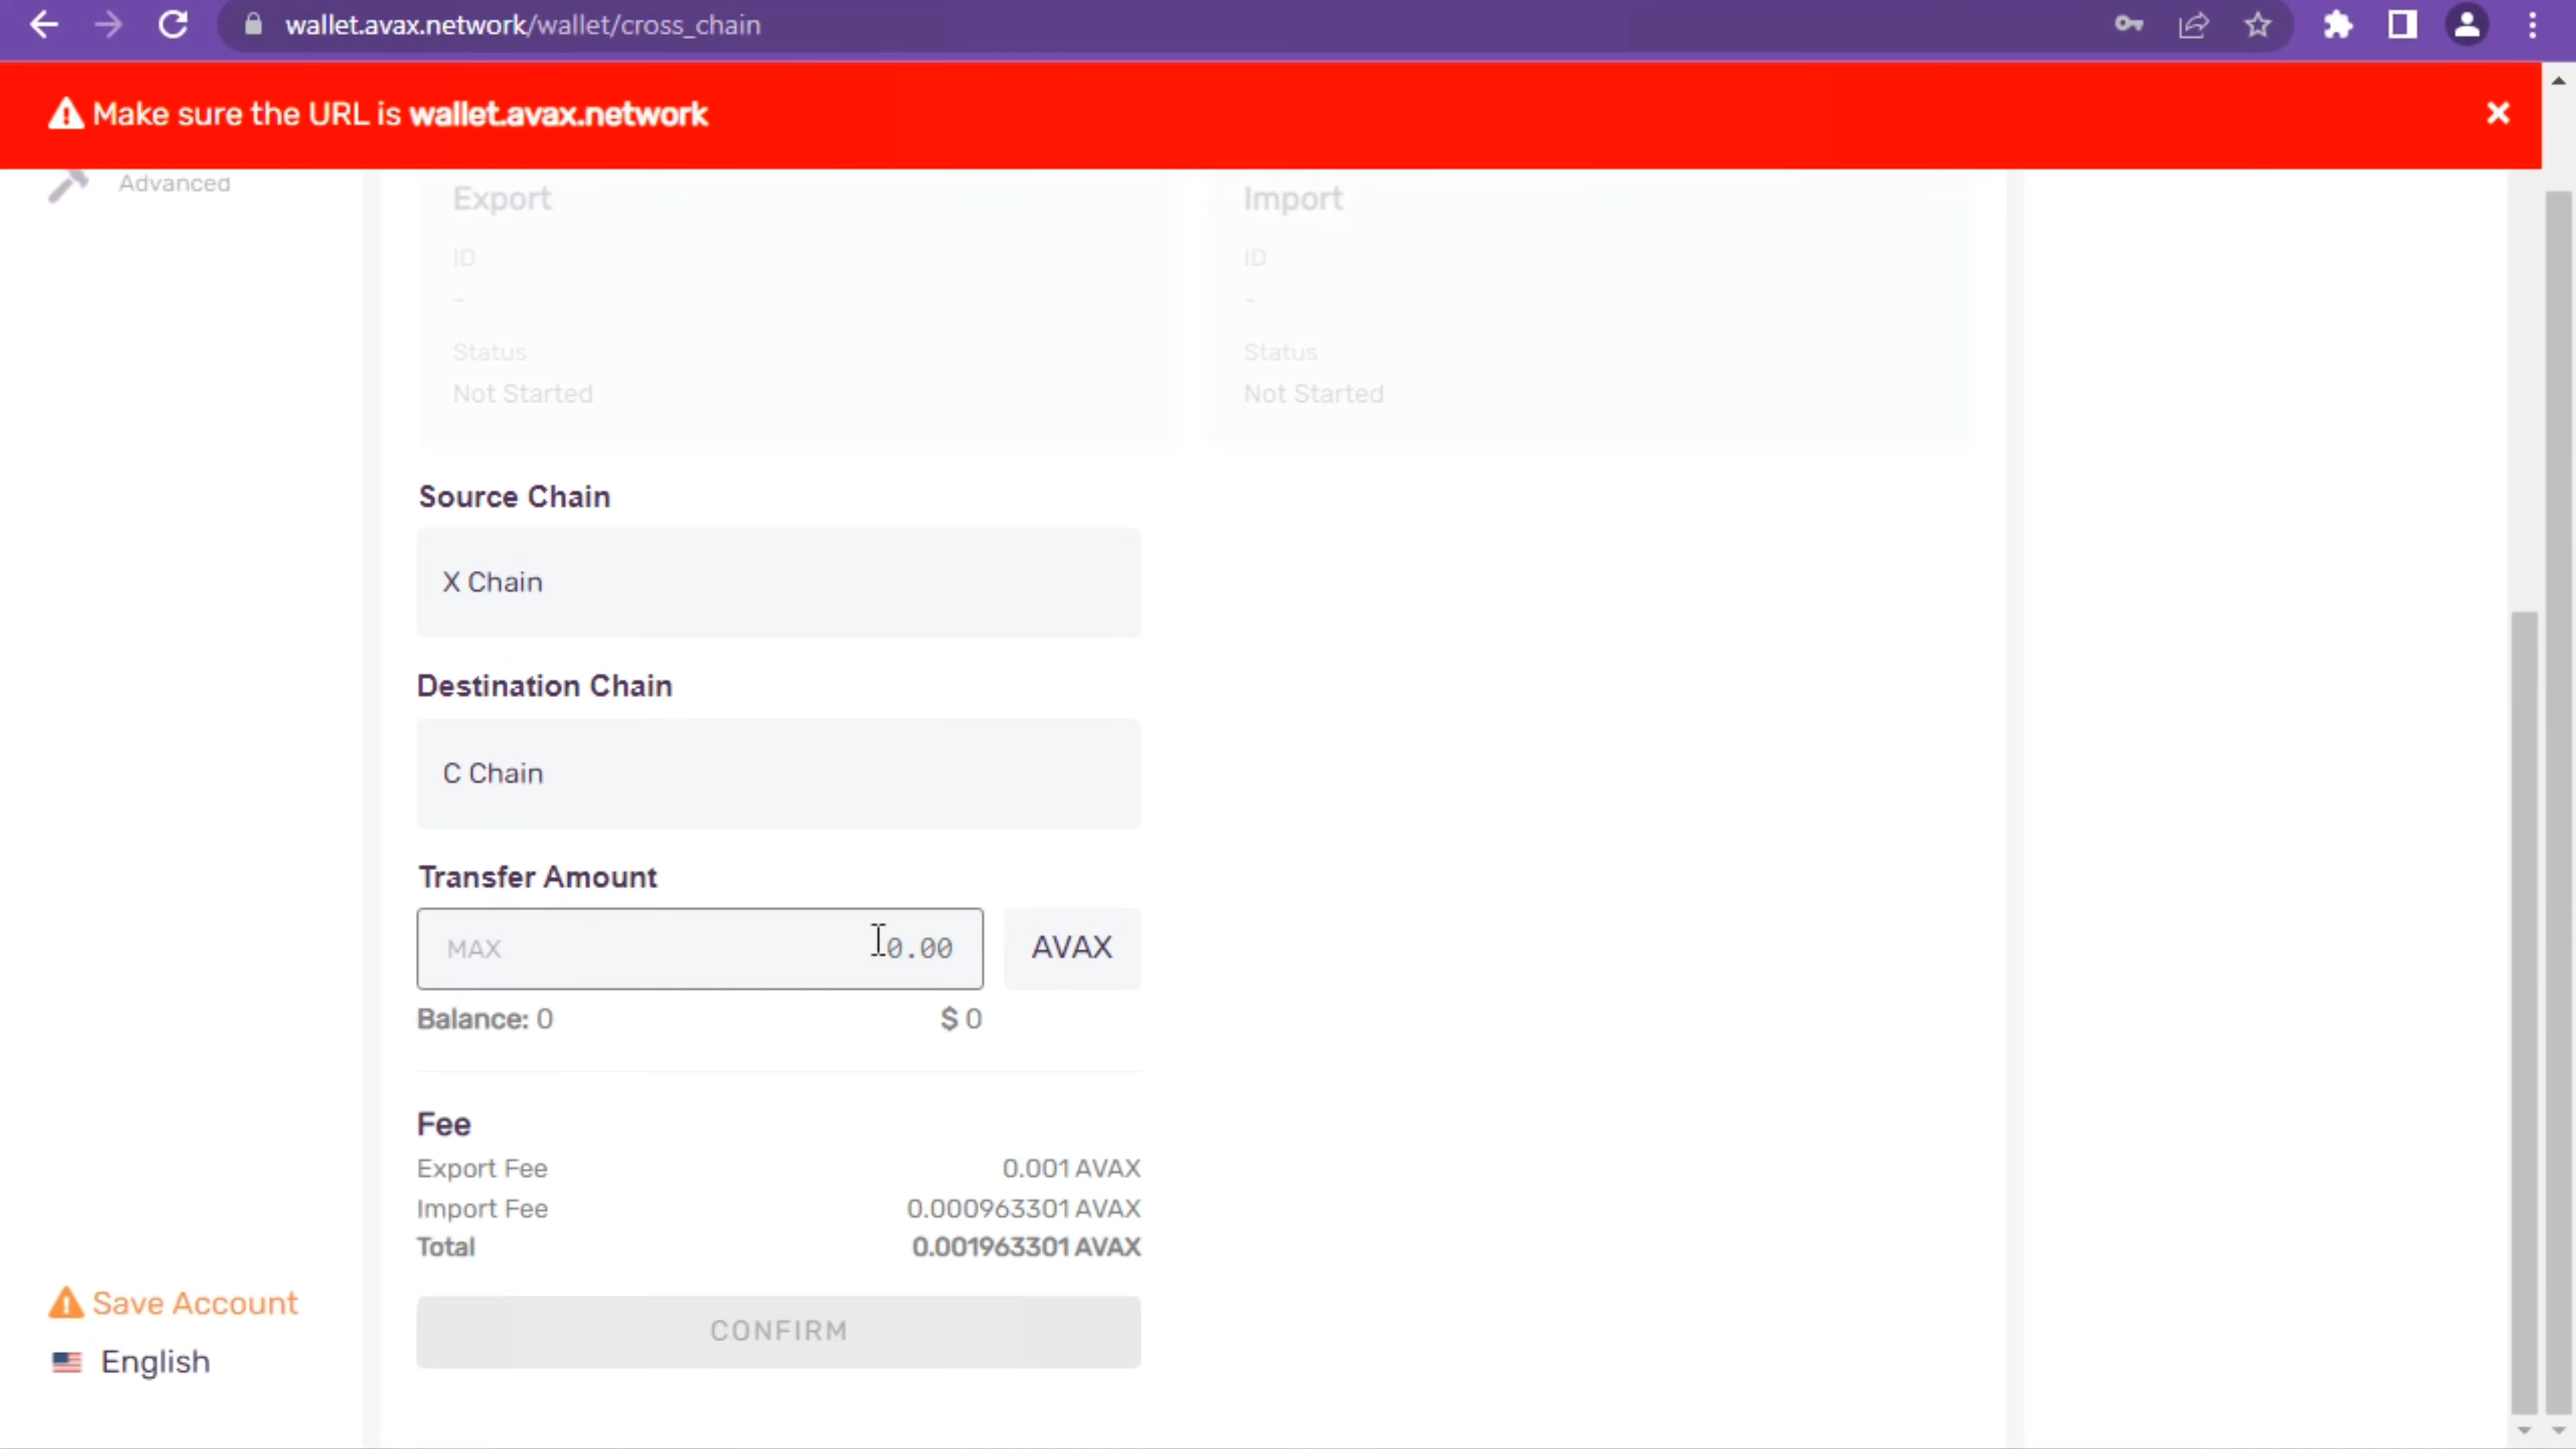 wallet.avax.network/wallet/cross_chain
Make sure the URL is wallet.avax.network
Advanced
Export
ID
-
Status
Not Started
Import
ID
-
Status
Not Started
Source Chain
X Chain
Destination Chain
C Chain
Transfer Amount
MAX 0.00 AVAX
Balance: 0 $ 0
Fee
Export Fee 0.001 AVAX
Import Fee 0.000963301 AVAX
Total 0.001963301 AVAX
CONFIRM
Save Account
English